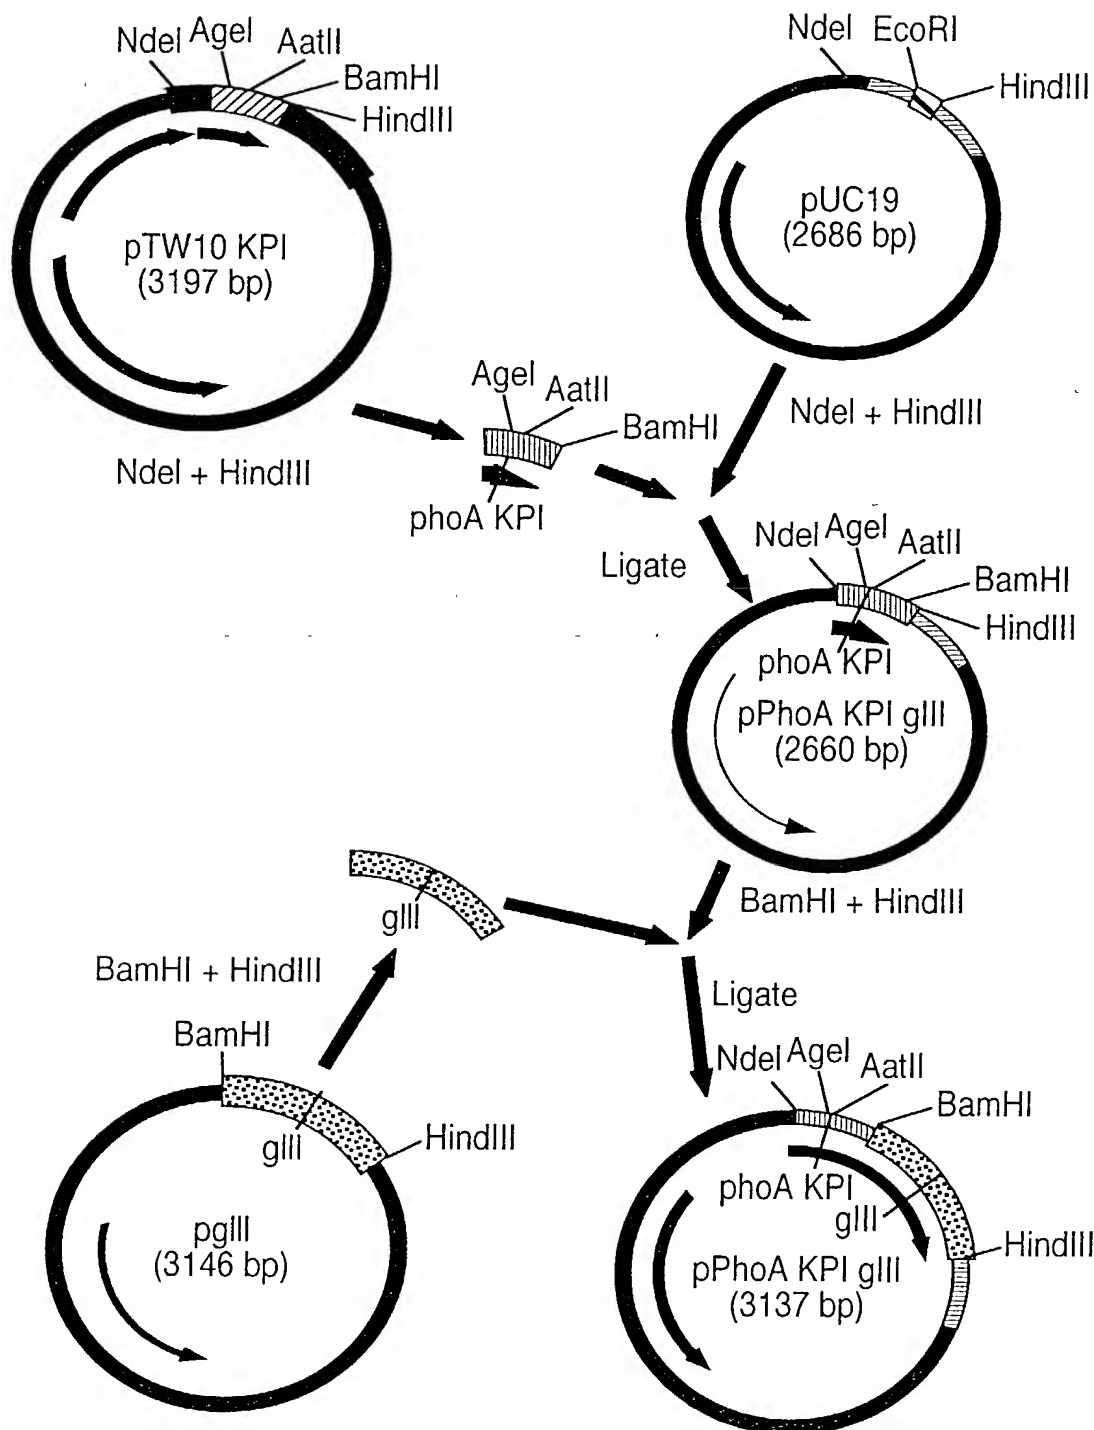 NdeI AgeI AatII
BamHI
HindIII
pTW10 KPI
(3197 bp)
NdeI + HindIII
NdeI EcoRI
HindIII
pUC19
(2686 bp)
NdeI + HindIII
AgeI AatII
BamHI
phoA KPI
Ligate
NdeI AgeI AatII
BamHI
HindIII
phoA KPI
pPhoA KPI gIII
(2660 bp)
BamHI + HindIII
gIII
BamHI + HindIII
Ligate
BamHI
gIII
HindIII
pgIII
(3146 bp)
NdeI AgeI AatII
BamHI
phoA KPI
gIII
HindIII
pPhoA KPI gIII
(3137 bp)